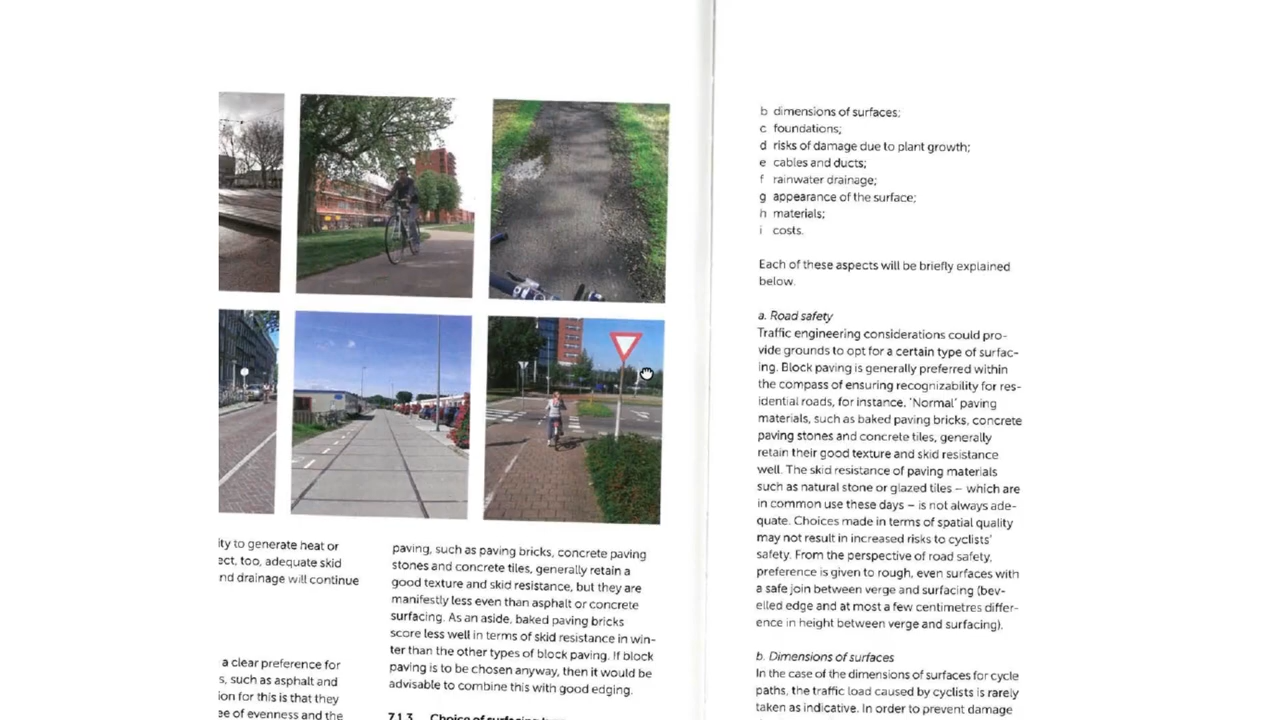 ity to generate heat or
ect, too, adequate skid
nd drainage will continue
a clear preference for
s, such as asphalt and
ion for this is that they
ee of evenness and the
paving, such as paving bricks, concrete paving
stones and concrete tiles, generally retain a
good texture and skid resistance, but they are
manifestly less even than asphalt or concrete
surfacing. As an aside, baked paving bricks
score less well in terms of skid resistance in win-
ter than the other types of block paving. If block
paving is to be chosen anyway, then it would be
advisable to combine this with good edging.
7.1.3 Choice of surfacing
b dimensions of surfaces;
c foundations;
d risks of damage due to plant growth;
e cables and ducts;
f rainwater drainage;
g appearance of the surface;
h materials;
i costs.
Each of these aspects will be briefly explained
below.
a. Road safety
Traffic engineering considerations could pro-
vide grounds to opt for a certain type of surfac-
ing. Block paving is generally preferred within
the compass of ensuring recognizability for res-
idential roads, for instance. 'Normal' paving
materials, such as baked paving bricks, concrete
paving stones and concrete tiles, generally
retain their good texture and skid resistance
well. The skid resistance of paving materials
such as natural stone or glazed tiles – which are
in common use these days – is not always ade-
quate. Choices made in terms of spatial quality
may not result in increased risks to cyclists'
safety. From the perspective of road safety,
preference is given to rough, even surfaces with
a safe join between verge and surfacing (bev-
elled edge and at most a few centimetres differ-
ence in height between verge and surfacing).
b. Dimensions of surfaces
In the case of the dimensions of surfaces for cycle
paths, the traffic load caused by cyclists is rarely
taken as indicative. In order to prevent damage